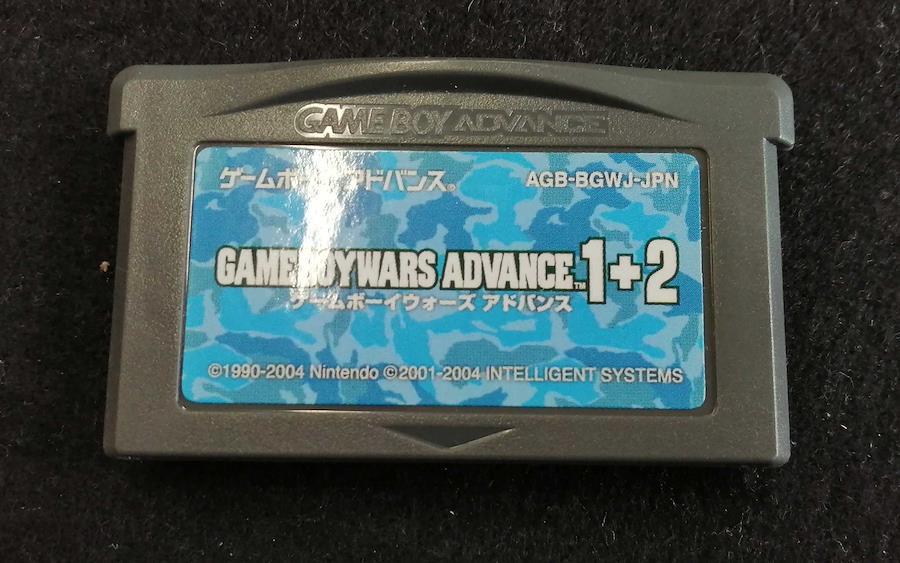 GAME BOY ADVANCE
ゲームボーイアドバンス®
AGB-BGWJ-JPN
GAMEBOYWARS ADVANCE™1+2
ゲームボーイウォーズ アドバンス
©1990-2004 Nintendo ©2001-2004 INTELLIGENT SYSTEMS